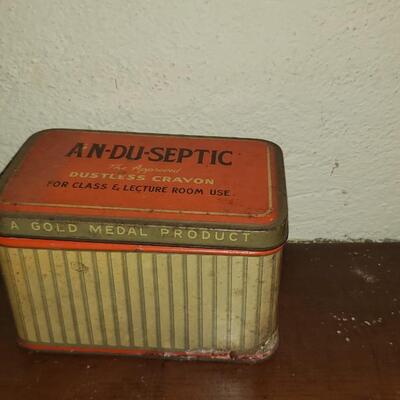 AN-DU-SEPTIC
The Approved
DUSTLESS CRAYON
FOR CLASS & LECTURE ROOM USE
A GOLD MEDAL PRODUCT